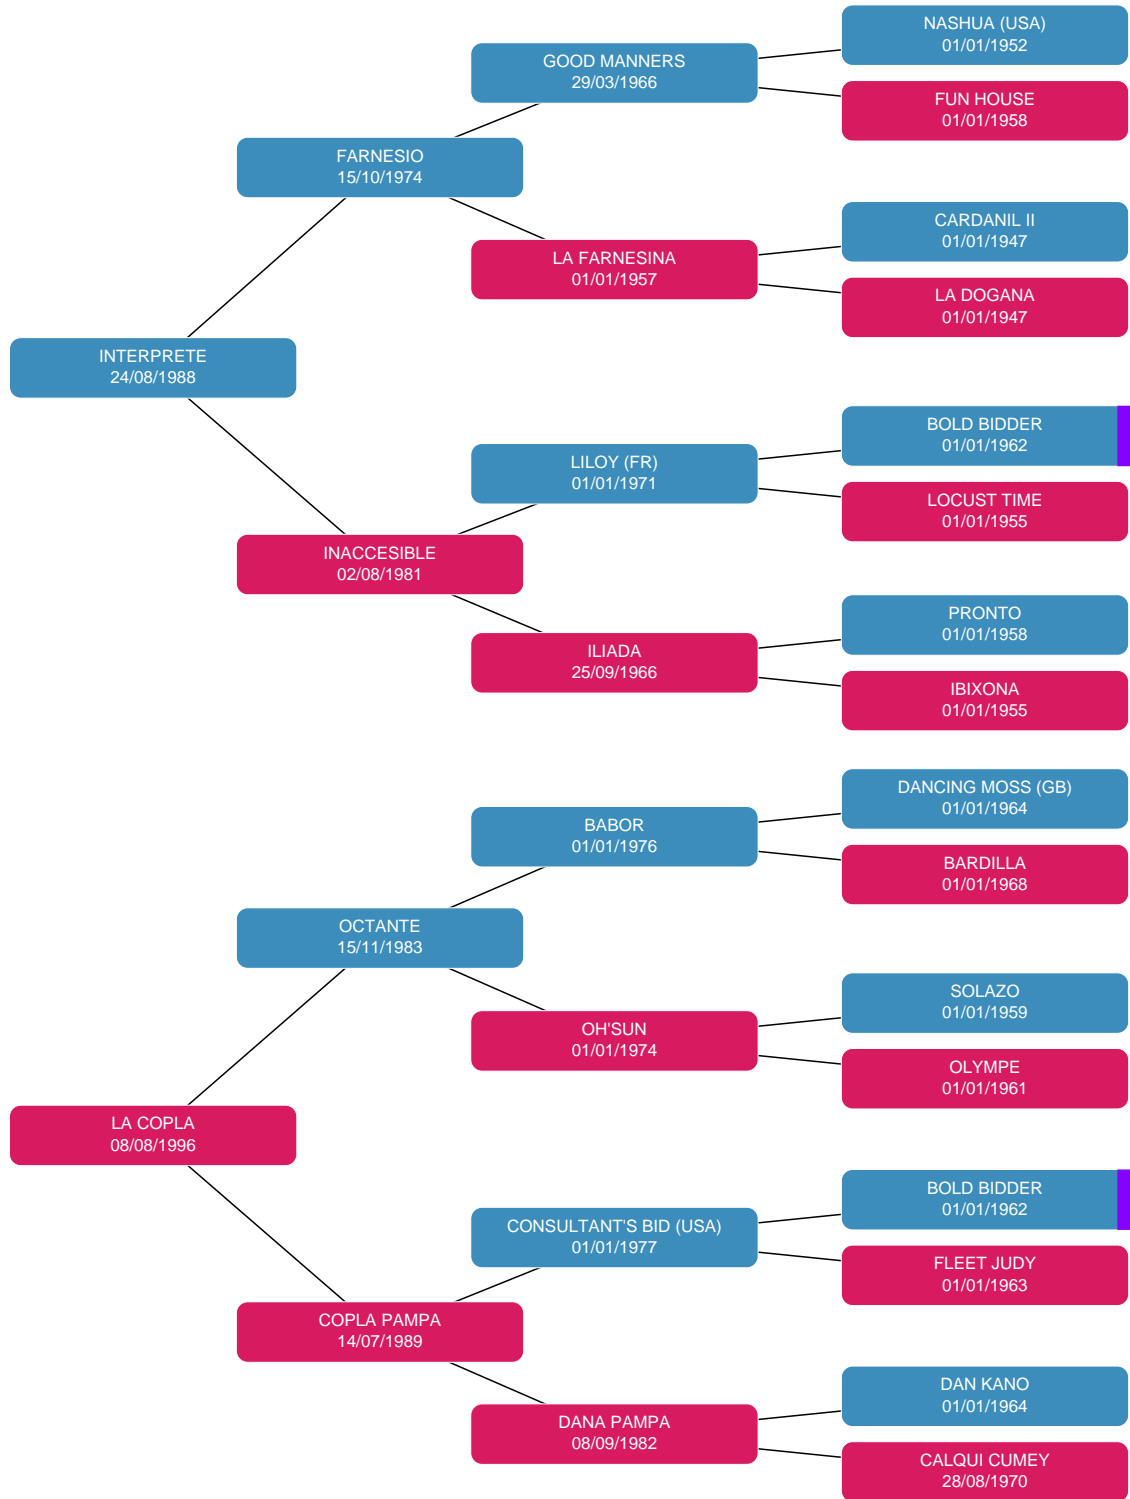 NASHUA (USA)
01/01/1952
GOOD MANNERS
29/03/1966
FUN HOUSE
01/01/1958
FARNESIO
15/10/1974
CARDANIL II
01/01/1947
LA FARNESINA
01/01/1957
LA DOGANA
01/01/1947
INTERPRETE
24/08/1988
BOLD BIDDER
01/01/1962
LILOY (FR)
01/01/1971
LOCUST TIME
01/01/1955
INACCESIBLE
02/08/1981
PRONTO
01/01/1958
ILIADA
25/09/1966
IBIXONA
01/01/1955
DANCING MOSS (GB)
01/01/1964
BABOR
01/01/1976
BARDILLA
01/01/1968
OCTANTE
15/11/1983
SOLAZO
01/01/1959
OH'SUN
01/01/1974
OLYMPE
01/01/1961
LA COPLA
08/08/1996
BOLD BIDDER
01/01/1962
CONSULTANT'S BID (USA)
01/01/1977
FLEET JUDY
01/01/1963
COPLA PAMPA
14/07/1989
DAN KANO
01/01/1964
DANA PAMPA
08/09/1982
CALQUI CUMEY
28/08/1970